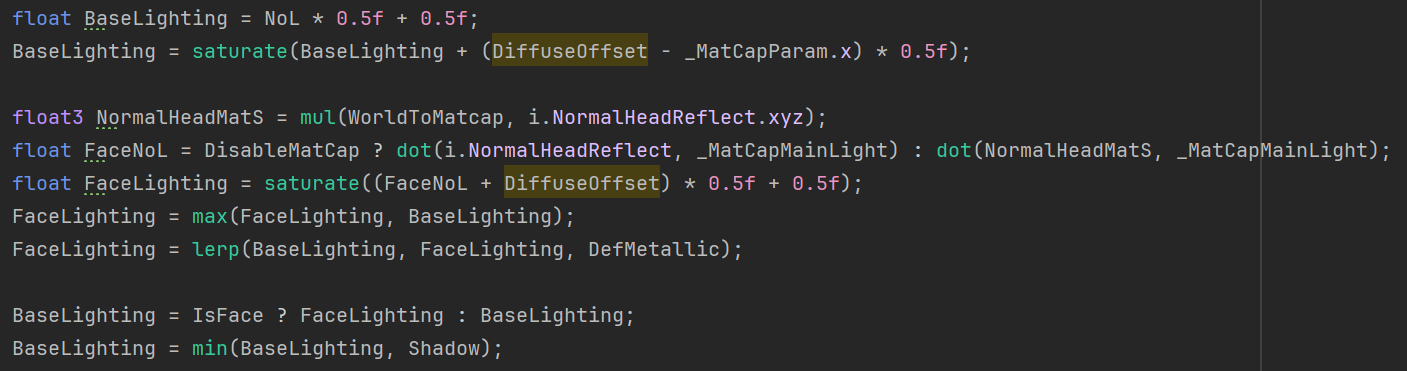 float BaseLighting = NoL * 0.5f + 0.5f;
BaseLighting = saturate(BaseLighting + (DiffuseOffset - _MatCapParam.x) * 0.5f);
float3 NormalHeadMatS = mul(WorldToMatcap, i.NormalHeadReflect.xyz);
float FaceNoL = DisableMatCap ? dot(i.NormalHeadReflect, _MatCapMainLight) : dot(NormalHeadMatS, _MatCapMainLight);
float FaceLighting = saturate((FaceNoL + DiffuseOffset) * 0.5f + 0.5f);
FaceLighting = max(FaceLighting, BaseLighting);
FaceLighting = lerp(BaseLighting, FaceLighting, DefMetallic);
BaseLighting = IsFace ? FaceLighting : BaseLighting;
BaseLighting = min(BaseLighting, Shadow);